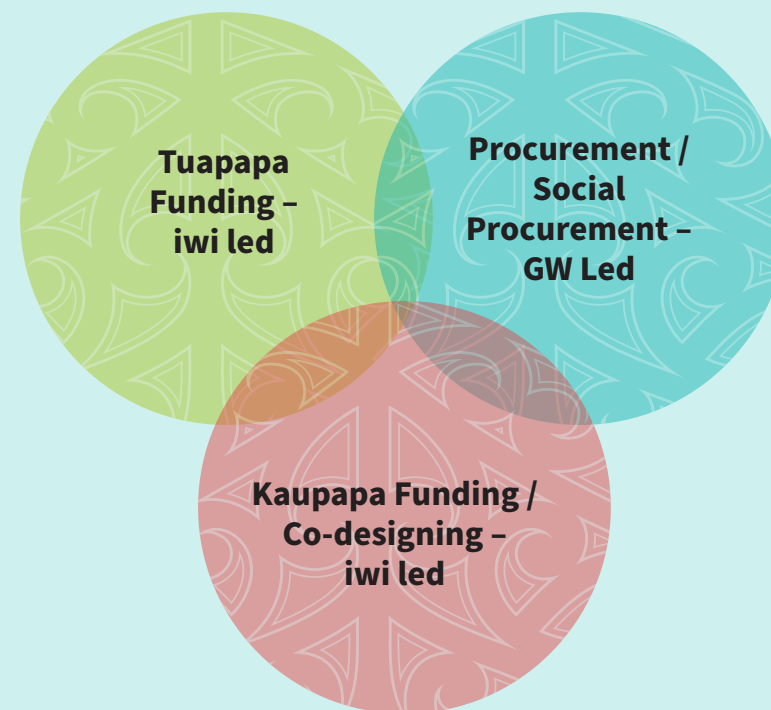 Tuapapa
Funding –
iwi led
Procurement /
Social
Procurement –
GW Led
Kaupapa Funding /
Co-designing –
iwi led